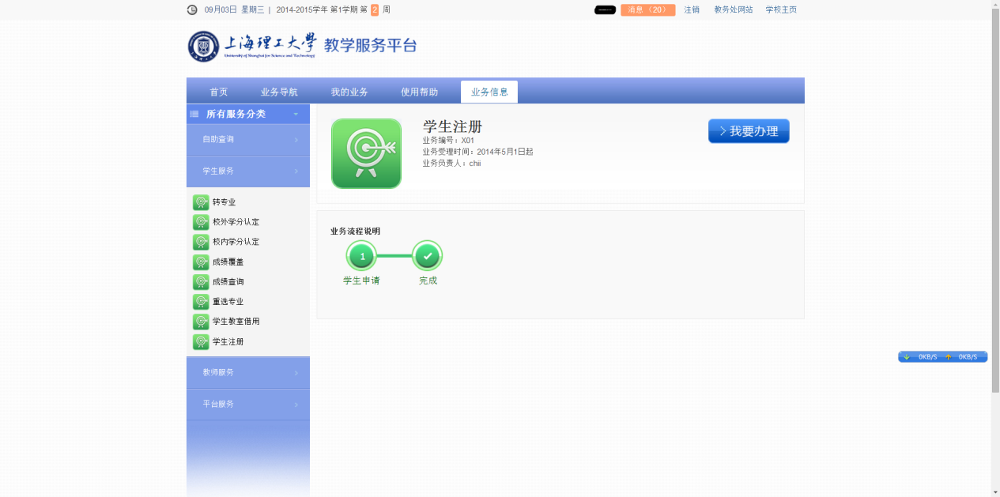 09月03日 星期三 | 2014-2015学年 第1学期 第 2 周
消息 (20) 注销 教务处网站 学校主页
上海理工大学 教学服务平台
University of Shanghai for Science and Technology
首页 业务导航 我的业务 使用帮助 业务信息
所有服务分类
自助查询
学生服务
转专业
校外学分认定
校内学分认定
成绩覆盖
成绩查询
重选专业
学生教室借用
学生注册
教师服务
平台服务
学生注册
业务编号：X01
业务受理时间：2014年5月1日起
业务负责人：chii
我要办理
业务流程说明
1
学生申请 完成
0KB/S 0KB/S